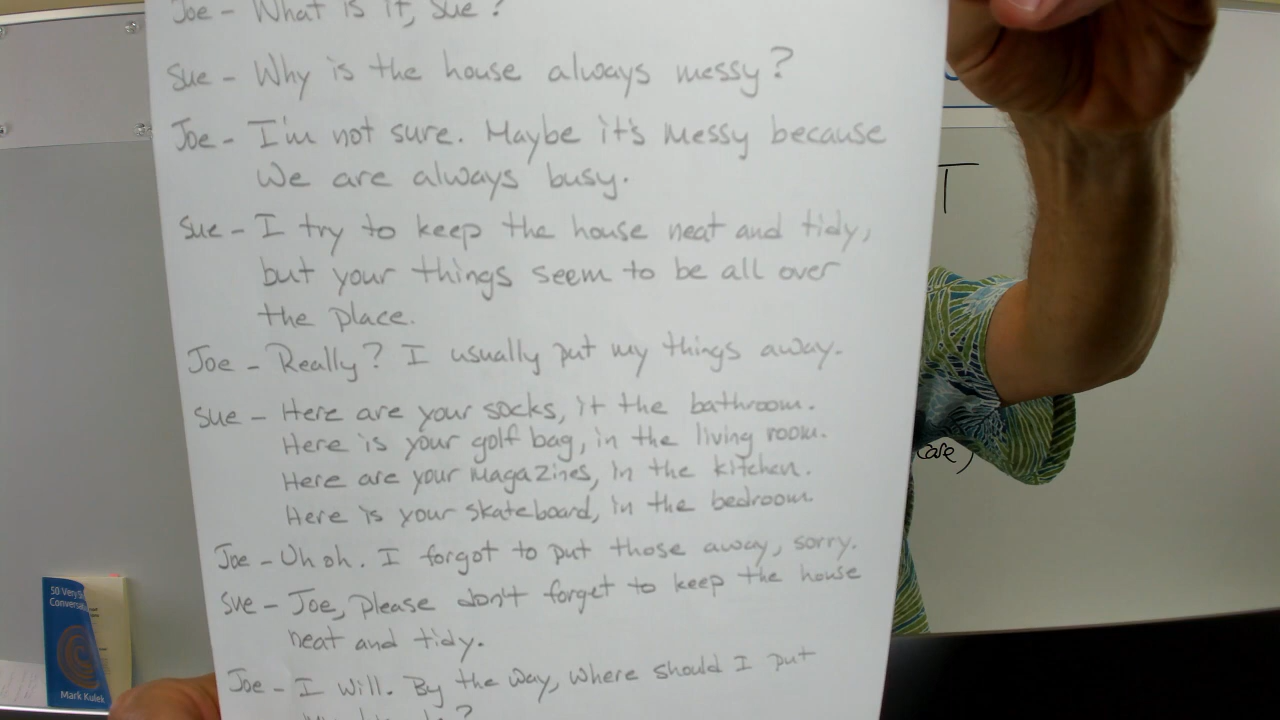 Joe - What is it, Sue?
Sue - Why is the house always messy?
Joe - I'm not sure. Maybe it's messy because
we are always busy.
Sue - I try to keep the house neat and tidy,
but your things seem to be all over
the place.
Joe - Really? I usually put my things away.
Sue - Here are your socks, it the bathroom.
Here is your golf bag, in the living room.
Here are your magazines, in the kitchen.
Here is your skateboard, in the bedroom.
Joe - Uh oh. I forgot to put those away, sorry.
Sue - Joe, please don't forget to keep the house
neat and tidy.
Joe - I will. By the way, where should I put
T
case)
50 Very
Conversa
Mark Kulek